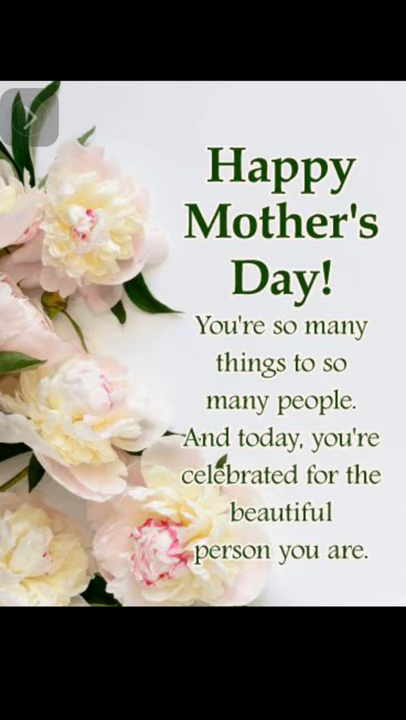 Happy
Mother's
Day!
You're so many
things to so
many people.
And today, you're
celebrated for the
beautiful
person you are.